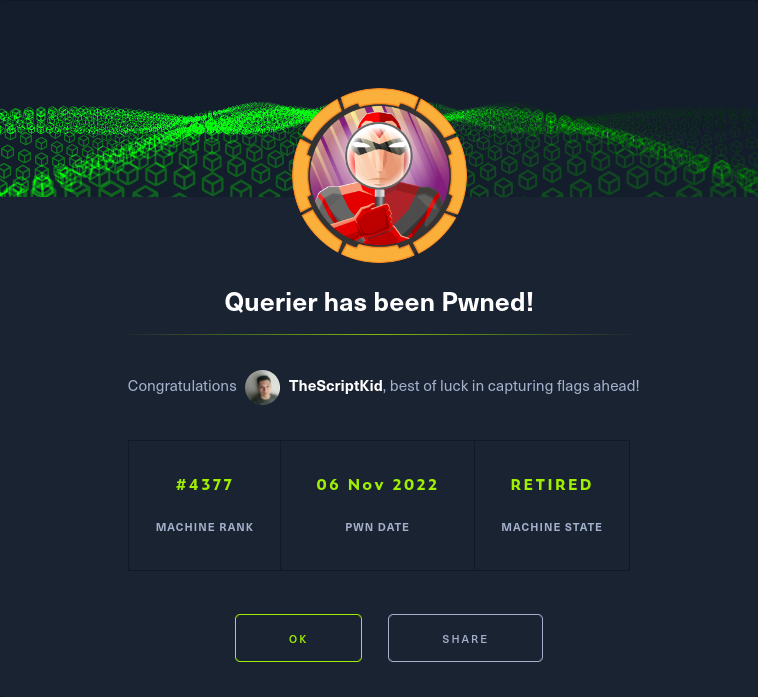 Querier has been Pwned!
Congratulations TheScriptKid, best of luck in capturing flags ahead!
#4377 06 Nov 2022 RETIRED
MACHINE RANK PWN DATE MACHINE STATE
OK SHARE